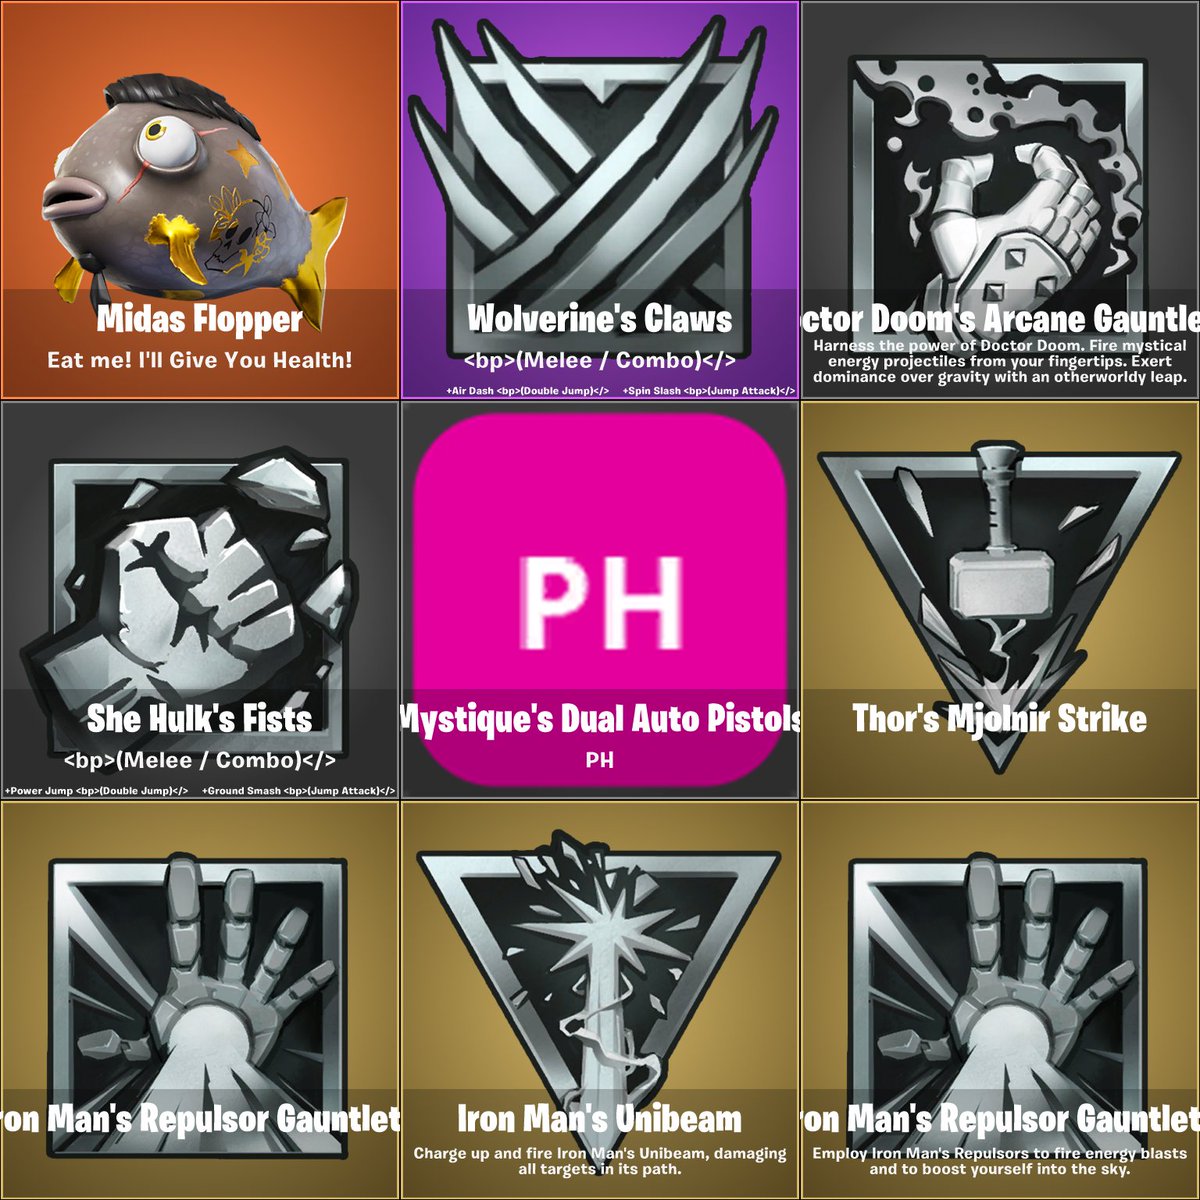 Midas Flopper
Eat me! I'll Give You Health!
Wolverine's Claws
<bp>(Melee / Combo)</>
+Air Dash <bp>(Double Jump)</> +Spin Slash <bp>(Jump Attack)</>
ctor Doom's Arcane Gauntle
Harness the power of Doctor Doom. Fire mystical
energy projectiles from your fingertips. Exert
dominance over gravity with an otherworldy leap.
She Hulk's Fists
<bp>(Melee / Combo)</>
+Power Jump <bp>(Double Jump)</> +Ground Smash <bp>(Jump Attack)</>
PH
Mystique's Dual Auto Pistols
PH
Thor's Mjolnir Strike
ron Man's Repulsor Gauntlet
Iron Man's Unibeam
Charge up and fire Iron Man's Unibeam, damaging
all targets in its path.
ron Man's Repulsor Gauntlet
Employ Iron Man's Repulsors to fire energy blasts
and to boost yourself into the sky.